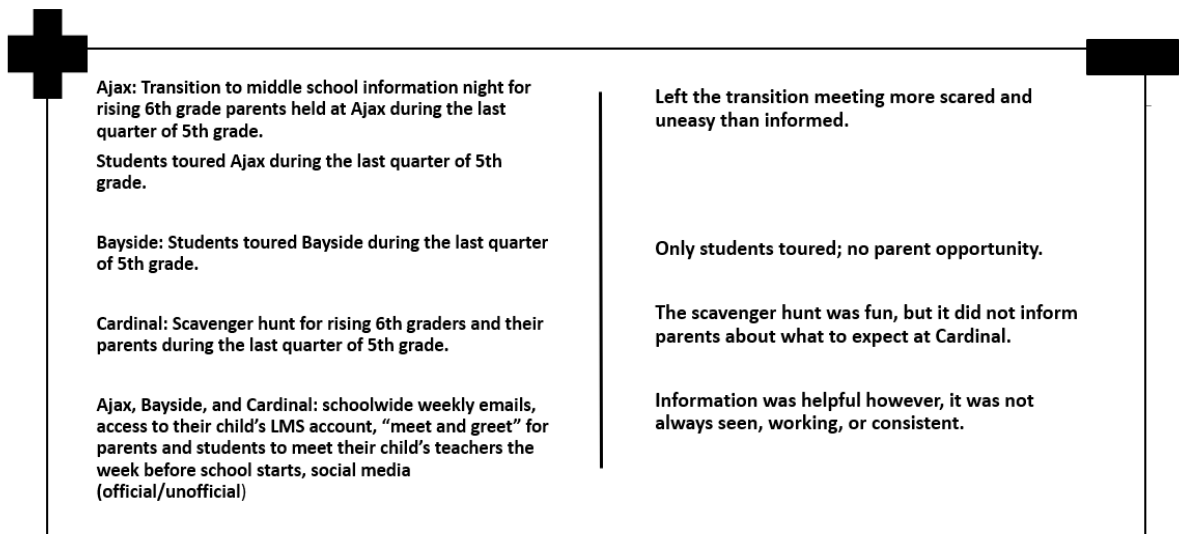 Ajax: Transition to middle school information night for
rising 6th grade parents held at Ajax during the last
quarter of 5th grade.
Students toured Ajax during the last quarter of 5th
grade.
Bayside: Students toured Bayside during the last quarter
of 5th grade.
Cardinal: Scavenger hunt for rising 6th graders and their
parents during the last quarter of 5th grade.
Ajax, Bayside, and Cardinal: schoolwide weekly emails,
access to their child’s LMS account, “meet and greet” for
parents and students to meet their child’s teachers the
week before school starts, social media
(official/unofficial)
Left the transition meeting more scared and
uneasy than informed.
Only students toured; no parent opportunity.
The scavenger hunt was fun, but it did not inform
parents about what to expect at Cardinal.
Information was helpful however, it was not
always seen, working, or consistent.